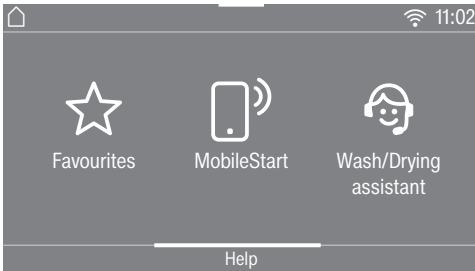 11:02
Favourites
MobileStart
Wash/Drying
assistant
Help